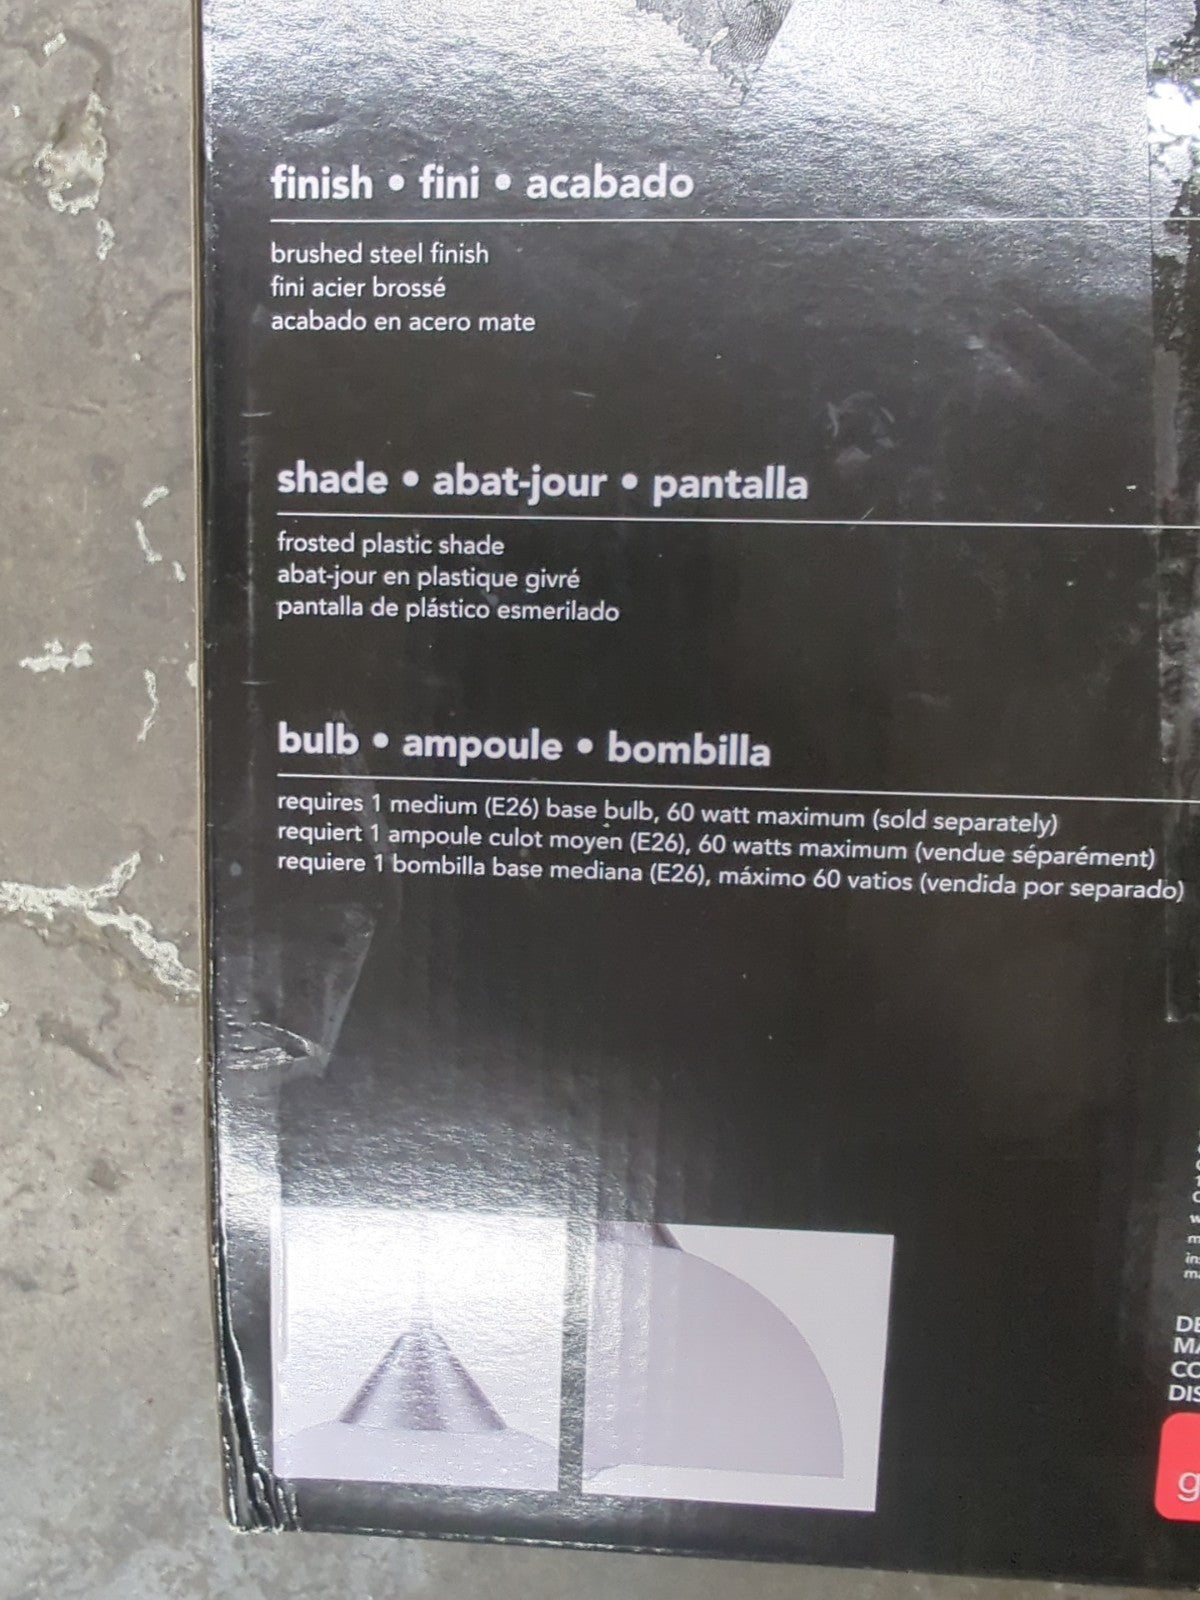 finish • fini • acabado
brushed steel finish
fini acier brossé
acabado en acero mate
shade • abat-jour • pantalla
frosted plastic shade
abat-jour en plastique givré
pantalla de plástico esmerilado
bulb • ampoule • bombilla
requires 1 medium (E26) base bulb, 60 watt maximum (sold separately)
requiert 1 ampoule culot moyen (E26), 60 watts maximum (vendue séparément)
requiere 1 bombilla base mediana (E26), máximo 60 vatios (vendida por separado)